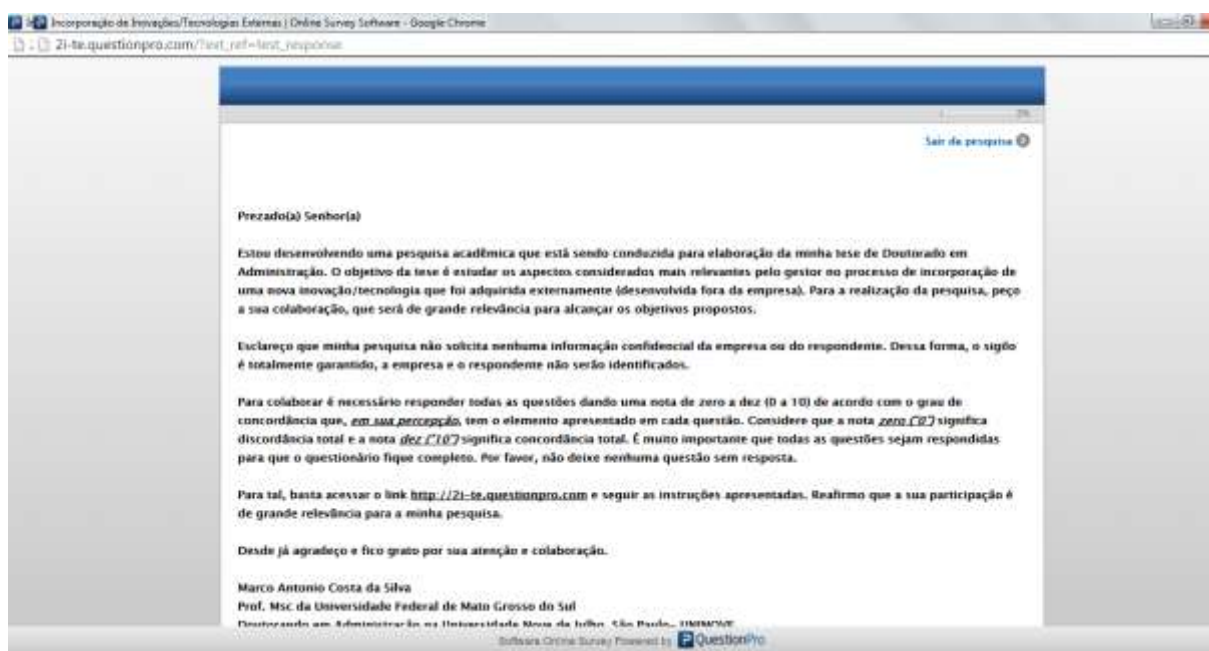 Incorporação de Inovações/Tecnologias Externas | Online Survey Software - Google Chrome
2i-te.questionpro.com/?ext_ref=test_response
Sair da pesquisa
Prezado(a) Senhor(a)
Estou desenvolvendo uma pesquisa acadêmica que está sendo conduzida para elaboração da minha tese de Doutorado em
Administração. O objetivo da tese é estudar os aspectos considerados mais relevantes pelo gestor no processo de incorporação de
uma nova inovação/tecnologia que foi adquirida externamente (desenvolvida fora da empresa). Para a realização da pesquisa, peço
a sua colaboração, que será de grande relevância para alcançar os objetivos propostos.
Esclareço que minha pesquisa não solicita nenhuma informação confidencial da empresa ou do respondente. Dessa forma, o sigilo
é totalmente garantido, a empresa e o respondente não serão identificados.
Para colaborar é necessário responder todas as questões dando uma nota de zero a dez (0 a 10) de acordo com o grau de
concordância que, em sua percepção, tem o elemento apresentado em cada questão. Considere que a nota zero ("0") significa
discordância total e a nota dez ("10") significa concordância total. É muito importante que todas as questões sejam respondidas
para que o questionário fique completo. Por favor, não deixe nenhuma questão sem resposta.
Para tal, basta acessar o link http://2i-te.questionpro.com e seguir as instruções apresentadas. Reafirmo que a sua participação é
de grande relevância para a minha pesquisa.
Desde já agradeço e fico grato por sua atenção e colaboração.
Marco Antonio Costa da Silva
Prof. Msc da Universidade Federal de Mato Grosso do Sul
Doutorando em Administração na Universidade Nove de Julho, São Paulo– UNINOVE
Software Online Survey Powered by QuestionPro